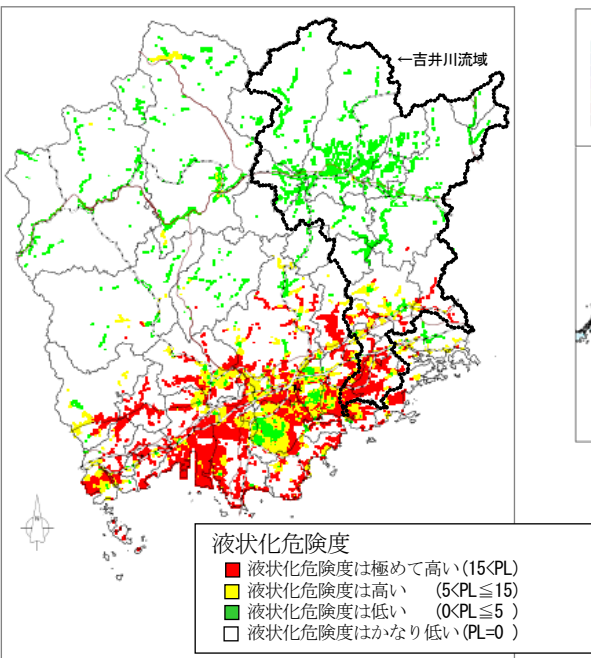 ←吉井川流域
N
液状化危険度
液状化危険度は極めて高い(15<PL)
液状化危険度は高い (5<PL≦15)
液状化危険度は低い (0<PL≦5 )
液状化危険度はかなり低い(PL=0 )